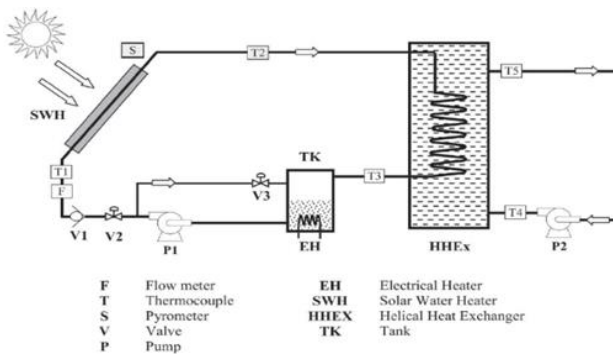 S
T2
T5
SWH
TK
T1
T3
F
V3
T4
V1
V2
P1
EH
HHEx
P2
F Flow meter
T Thermocouple
S Pyrometer
V Valve
P Pump
EH Electrical Heater
SWH Solar Water Heater
HHEX Helical Heat Exchanger
TK Tank